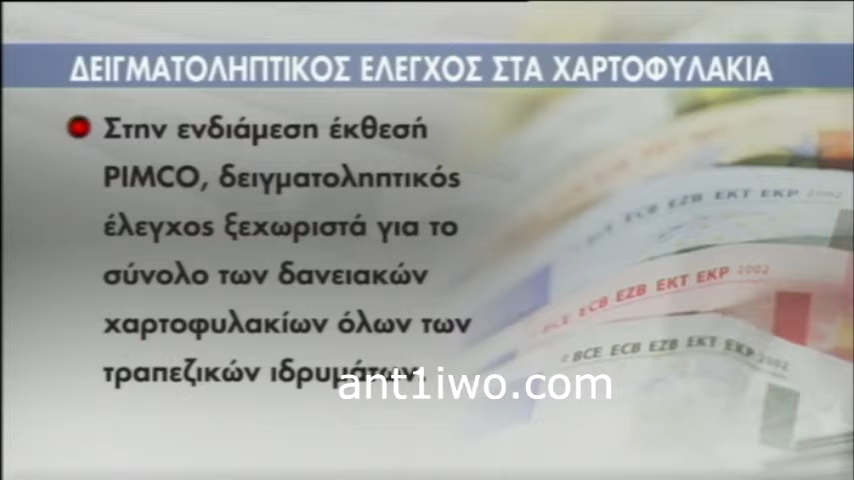 ΔΕΙΓΜΑΤΟΛΗΠΤΙΚΟΣ ΕΛΕΓΧΟΣ ΣΤΑ ΧΑΡΤΟΦΥΛΑΚΙΑ
Στην ενδιάμεση έκθεσή
PIMCO, δειγματοληπτικός
έλεγχος ξεχωριστά για το
σύνολο των δανειακών
χαρτοφυλακίων όλων των
τραπεζικών ιδρυμάτων.
ant1iwo.com
ECB EZB EKT EKP 2002
BCE ECB EZB EKT EKP 2002
BCE ECB EZB EKT EKP 2002